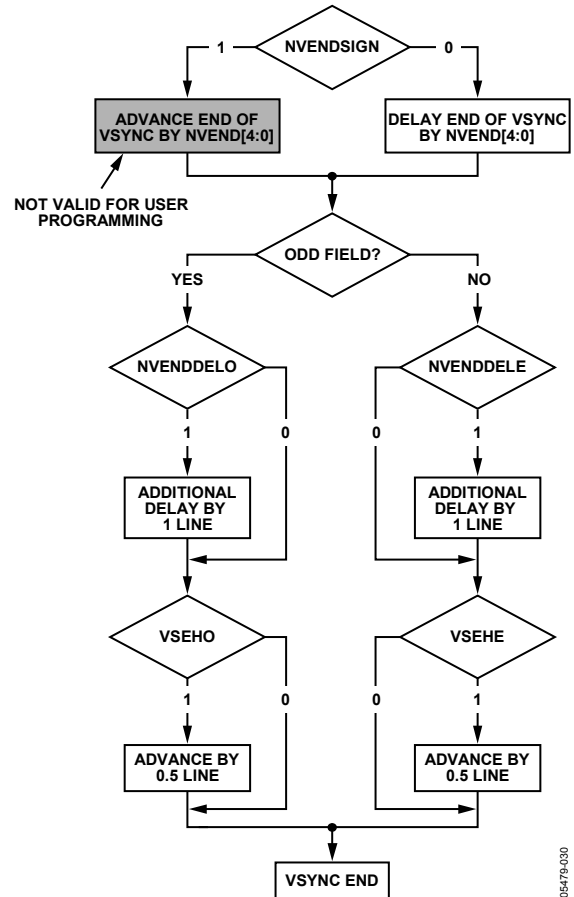 NVENDSIGN
1
0
ADVANCE END OF
VSYNC BY NVEND[4:0]
DELAY END OF VSYNC
BY NVEND[4:0]
NOT VALID FOR USER
PROGRAMMING
ODD FIELD?
YES
NO
NVENDDELO
NVENDDELE
1
0
0
1
ADDITIONAL
DELAY BY
1 LINE
ADDITIONAL
DELAY BY
1 LINE
VSEHO
VSEHE
1
0
0
1
ADVANCE BY
0.5 LINE
ADVANCE BY
0.5 LINE
VSYNC END
05479-030